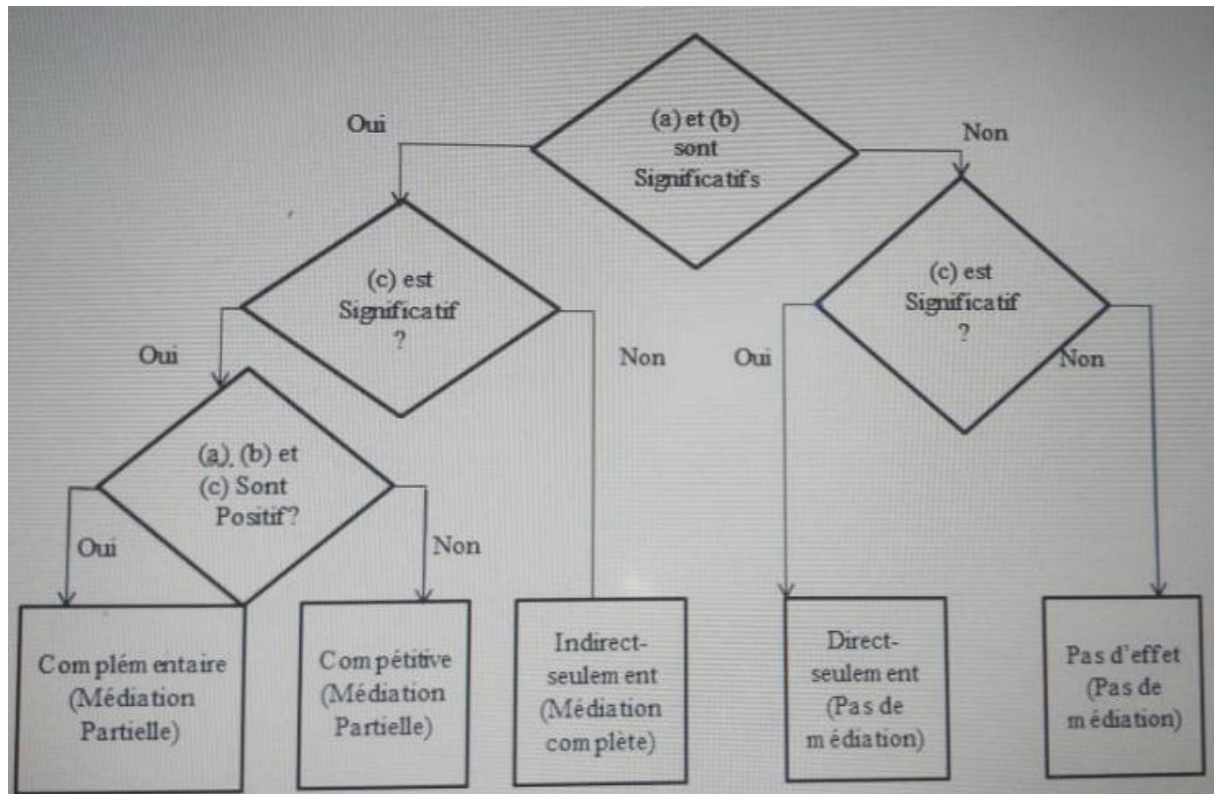 (a) et (b)
sont
Significatifs
Oui
Non
(c) est
Significatif
?
(c) est
Significatif
?
Oui
Non
Oui
Non
(a), (b) et
(c) Sont
Positif?
Oui
Non
Complémentaire
(Médiation
Partielle)
Compétitive
(Médiation
Partielle)
Indirect-
seulement
(Médiation
complète)
Direct-
seulement
(Pas de
médiation)
Pas d'effet
(Pas de
médiation)